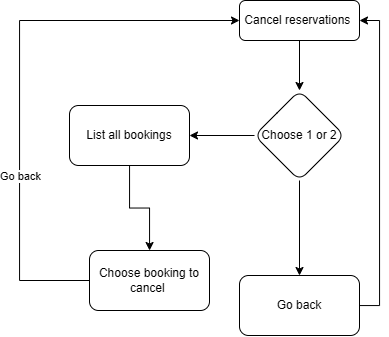 Cancel reservations
List all bookings
Choose 1 or 2
Go back
Choose booking to
cancel
Go back